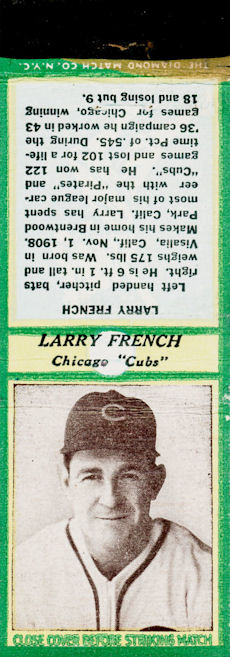 THE DIAMOND MATCH CO. N.Y.C.
LARRY FRENCH
Left handed pitcher, bats
right. He is 6 ft. 1 in. tall and
weighs 175 lbs. Was born in
Visalia, Calif., Nov. 1, 1908.
Makes his home in Brentwood
Park, Calif. Larry has spent
most of his major league car-
eer with the "Pirates" and
"Cubs". He has won 122
games and lost 102 for a life-
time Pct. of .545. During the
'36 campaign he worked in 43
games for Chicago, winning
18 and losing but 9.
LARRY FRENCH
Chicago "Cubs"
C
CLOSE COVER BEFORE STRIKING MATCH